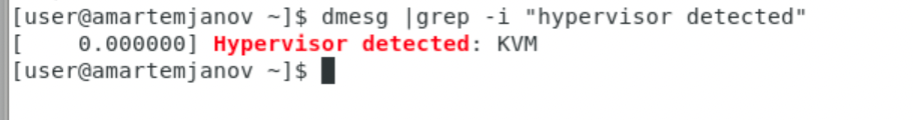 [user@amartemjanov ~]$ dmesg |grep -i "hypervisor detected"
[    0.000000] Hypervisor detected: KVM
[user@amartemjanov ~]$